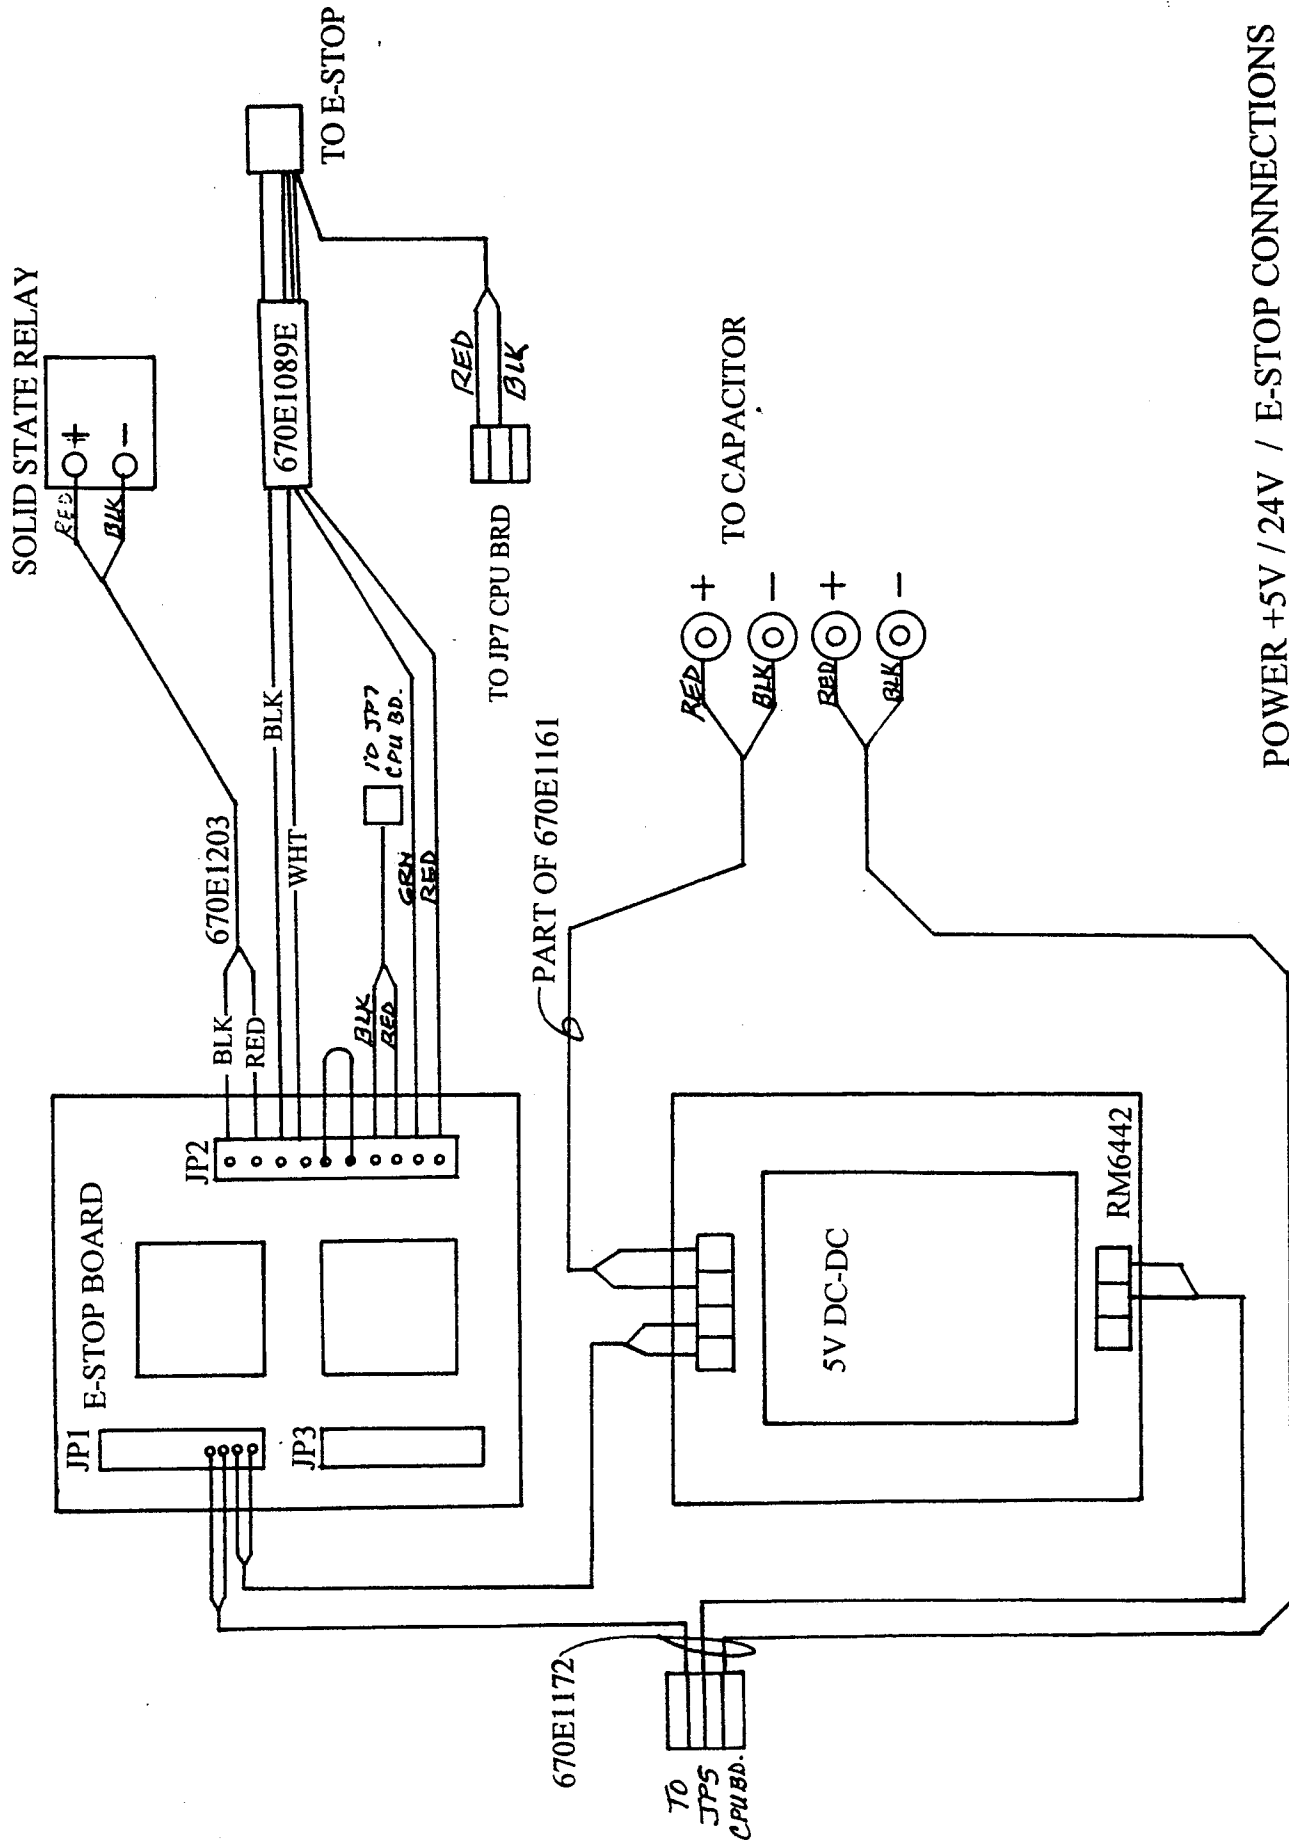 SOLID STATE RELAY
RED
+
BLK
-
TO E-STOP
670E1089E
RED
BLK
TO JP7 CPU BRD
670E1203
BLK
RED
BLK
WHT
TO JP7
CPU BD.
BLK
RED
GRN
RED
JP2
E-STOP BOARD
JP1
JP3
PART OF 670E1161
TO CAPACITOR
RED
+
BLK
-
RED
+
BLK
-
5V DC-DC
RM6442
670E1172
TO
JP5
CPU BD.
POWER +5V / 24V / E-STOP CONNECTIONS